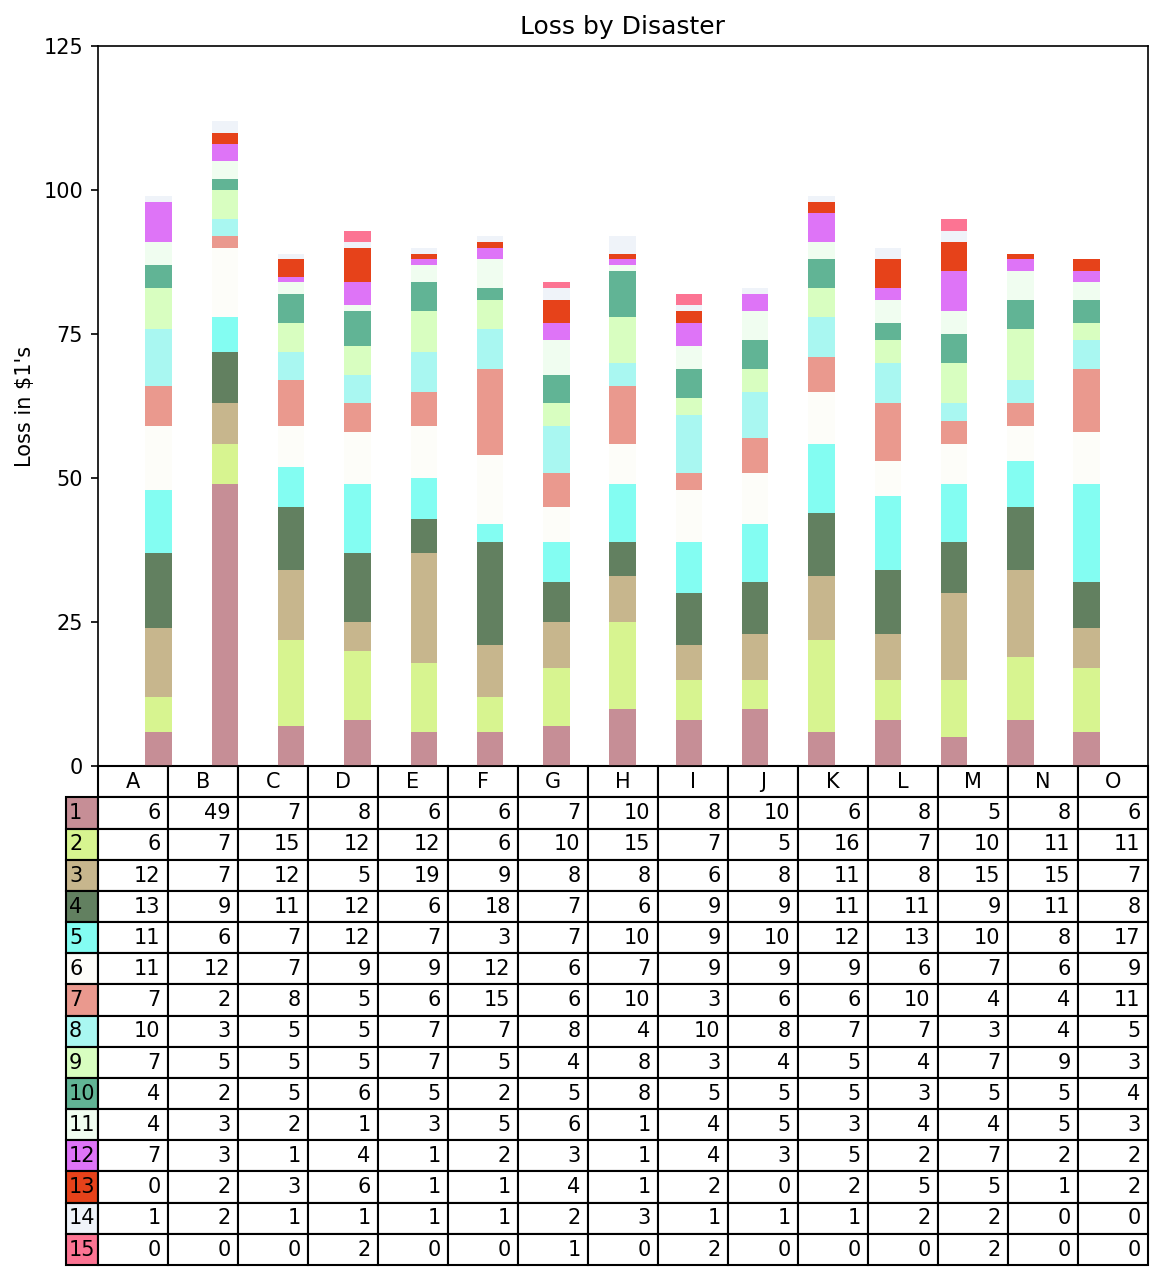 Loss by Disaster
125
100
75
50
25
0
Loss in $1's
A B C D E F G H I J K L M N O
1 6 49 7 8 6 6 7 10 8 10 6 8 5 8 6
2 6 7 15 12 12 6 10 15 7 5 16 7 10 11 11
3 12 7 12 5 19 9 8 8 6 8 11 8 15 15 7
4 13 9 11 12 6 18 7 6 9 9 11 11 9 11 8
5 11 6 7 12 7 3 7 10 9 10 12 13 10 8 17
6 11 12 7 9 9 12 6 7 9 9 9 6 7 6 9
7 7 2 8 5 6 15 6 10 3 6 6 10 4 4 11
8 10 3 5 5 7 7 8 4 10 8 7 7 3 4 5
9 7 5 5 5 7 5 4 8 3 4 5 4 7 9 3
10 4 2 5 6 5 2 5 8 5 5 5 3 5 5 4
11 4 3 2 1 3 5 6 1 4 5 3 4 4 5 3
12 7 3 1 4 1 2 3 1 4 3 5 2 7 2 2
13 0 2 3 6 1 1 4 1 2 0 2 5 5 1 2
14 1 2 1 1 1 1 2 3 1 1 1 2 2 0 0
15 0 0 0 2 0 0 1 0 2 0 0 0 2 0 0